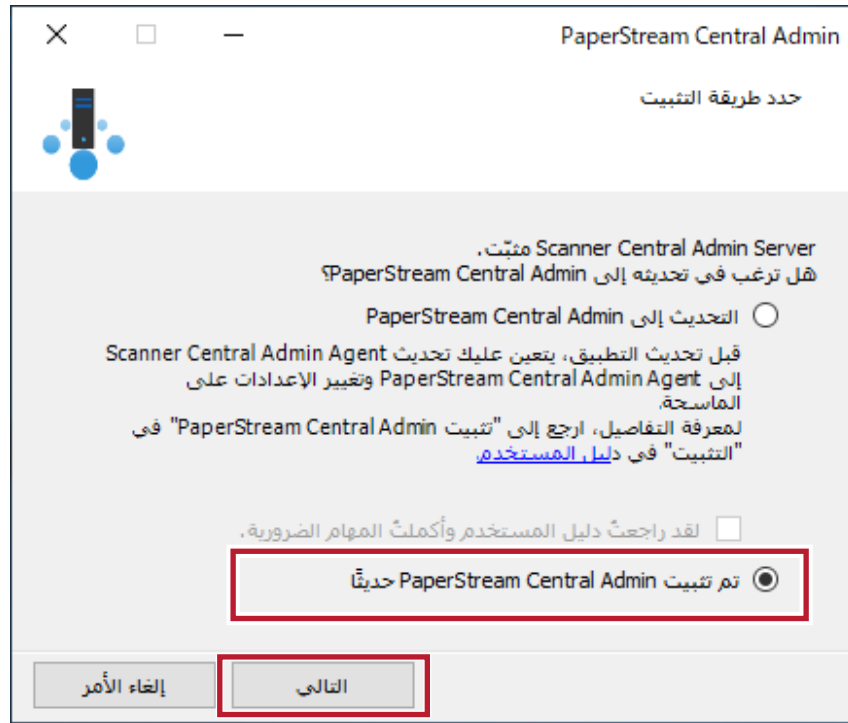 PaperStream Central Admin
حدد طريقة التثبيت
Scanner Central Admin Server مثبّت.
هل ترغب في تحديثه إلى PaperStream Central Admin؟
التحديث إلى PaperStream Central Admin
قبل تحديث التطبيق، يتعين عليك تحديث Scanner Central Admin Agent
إلى PaperStream Central Admin Agent وتغيير الإعدادات على
الماسحة.
لمعرفة التفاصيل، ارجع إلى "تثبيت PaperStream Central Admin" في
"التثبيت" في دليل المستخدم.
لقد راجعتُ دليل المستخدم وأكملتُ المهام الضرورية.
تم تثبيت PaperStream Central Admin حديثًا
التالي
إلغاء الأمر